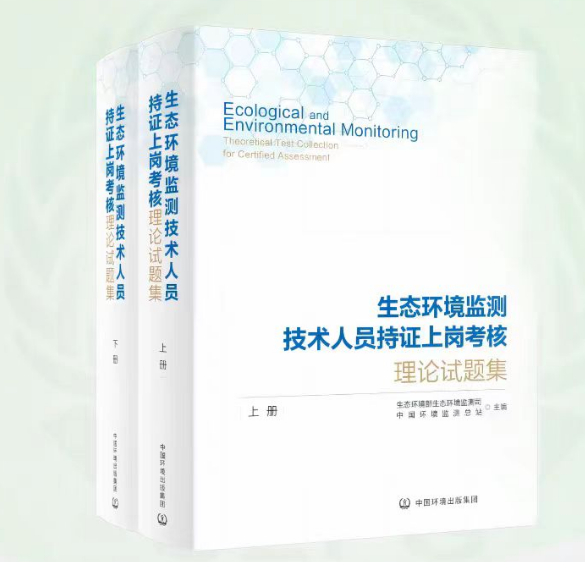 生态环境监测技术人员
持证上岗考核理论试题集
下册
中国环境出版集团
生态环境监测技术人员
持证上岗考核理论试题集
上册
中国环境出版集团
Ecological and
Environmental Monitoring
Theoretical Test Collection
for Certified Assessment
生态环境监测
技术人员持证上岗考核
理论试题集
上册
生态环境部生态环境监测司
中国环境监测总站
主编
中国环境出版集团